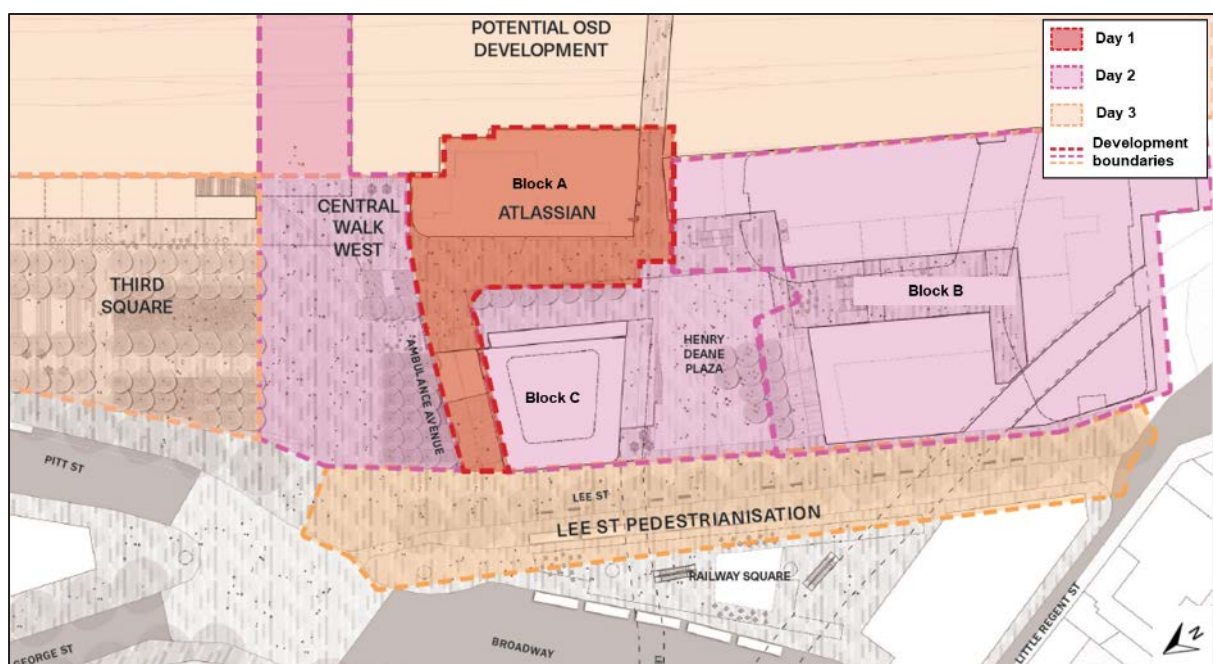 POTENTIAL OSD
DEVELOPMENT
Day 1
Day 2
Day 3
Development
boundaries
Block A
ATLASSIAN
CENTRAL
WALK
WEST
THIRD
SQUARE
Block B
HENRY
DEANE
PLAZA
'AMBULANCE AVENUE'
Block C
PITT ST
LEE ST
LEE ST PEDESTRIANISATION
RAILWAY SQUARE
LITTLE REGENT ST
GEORGE ST
BROADWAY
N